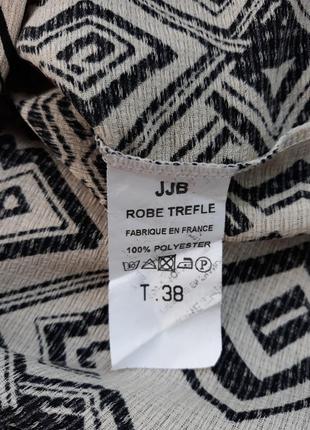 JJB
ROBE TREFLE
FABRIQUE EN FRANCE
100% POLYESTER
T . 38